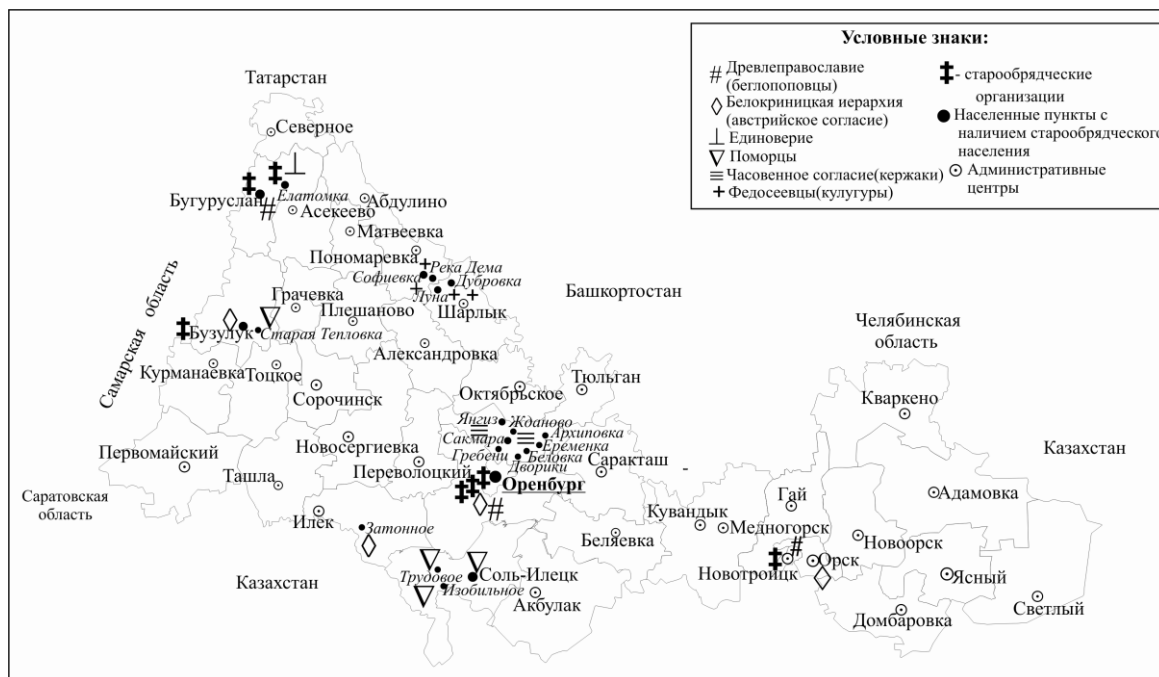 Условные знаки:
# Древлеправославие
(беглопоповцы)
◊ Белокриницкая иерархия
(австрийское согласие)
⊥ Единоверие
▽ Поморцы
≡ Часовенное согласие(кержаки)
+ Федосеевцы(кулугуры)
‡ - старообрядческие
организации
● Населенные пункты с
наличием старообрядческого
населения
⊙ Административные
центры
Татарстан
Северное
Бугуруслан
Елатомка
Асекеево
Абдулино
Матвеевка
Пономаревка
Река Дема
Софиевка
Дубровка
Луна
Шарлык
Башкортостан
Самарская область
Грачевка
Плешаново
Бузулук
Старая Тепловка
Александровка
Челябинская
область
Курманаевка
Тоцкое
Сорочинск
Октябрьское
Тюльган
Кваркено
Янгиз
Жданово
Архиповка
Сакмара
Еременка
Гребени
Беловка
Дворики
Саракташ
Казахстан
Первомайский
Новосергиевка
Переволоцкий
Ташла
Оренбург
Саратовская
область
Илек
Затонное
Кувандык
Медногорск
Гай
Адамовка
Беляевка
Новотроицк
Орск
Новоорск
Ясный
Светлый
Домбаровка
Казахстан
Трудовое
Соль-Илецк
Изобильное
Акбулак